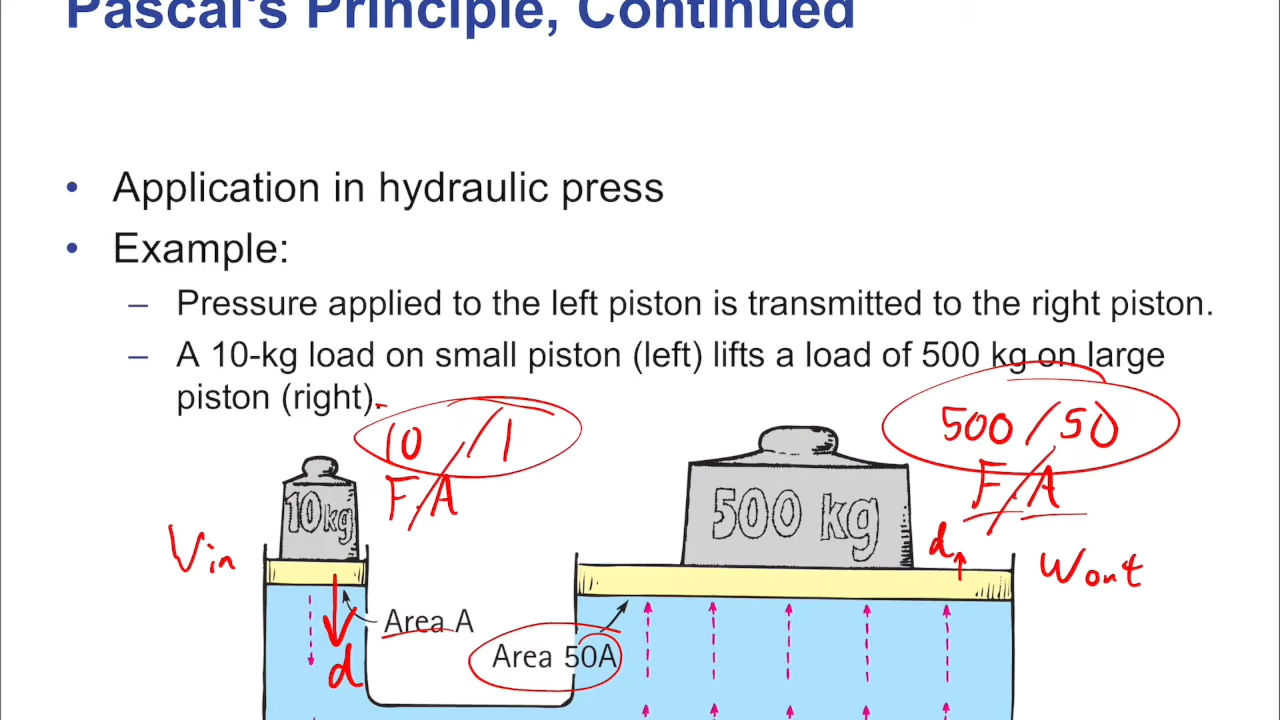 Pascal's Principle, Continued
• Application in hydraulic press
• Example:
– Pressure applied to the left piston is transmitted to the right piston.
– A 10-kg load on small piston (left) lifts a load of 500 kg on large
piston (right).
10/1
F/A
500/50
F/A
10 kg
500 kg
Vin
d
Wout
Area A
d
Area 50A